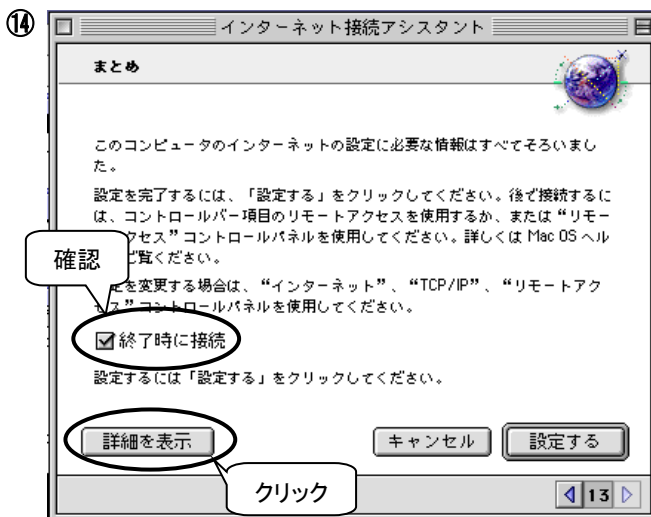 ⑭
インターネット接続アシスタント
まとめ
このコンピュータのインターネットの設定に必要な情報はすべてそろいまし
た。
設定を完了するには、「設定する」をクリックしてください。後で接続するに
は、コントロールバー項目のリモートアクセスを使用するか、または“リモー
クセス”コントロールパネルを使用してください。詳しくは Mac OS ヘル
ご覧ください。
確認
定を変更する場合は、“インターネット”、“TCP/IP”、“リモートアク
セス”コントロールパネルを使用してください。
終了時に接続
設定するには「設定する」をクリックしてください。
詳細を表示
キャンセル
設定する
クリック
13